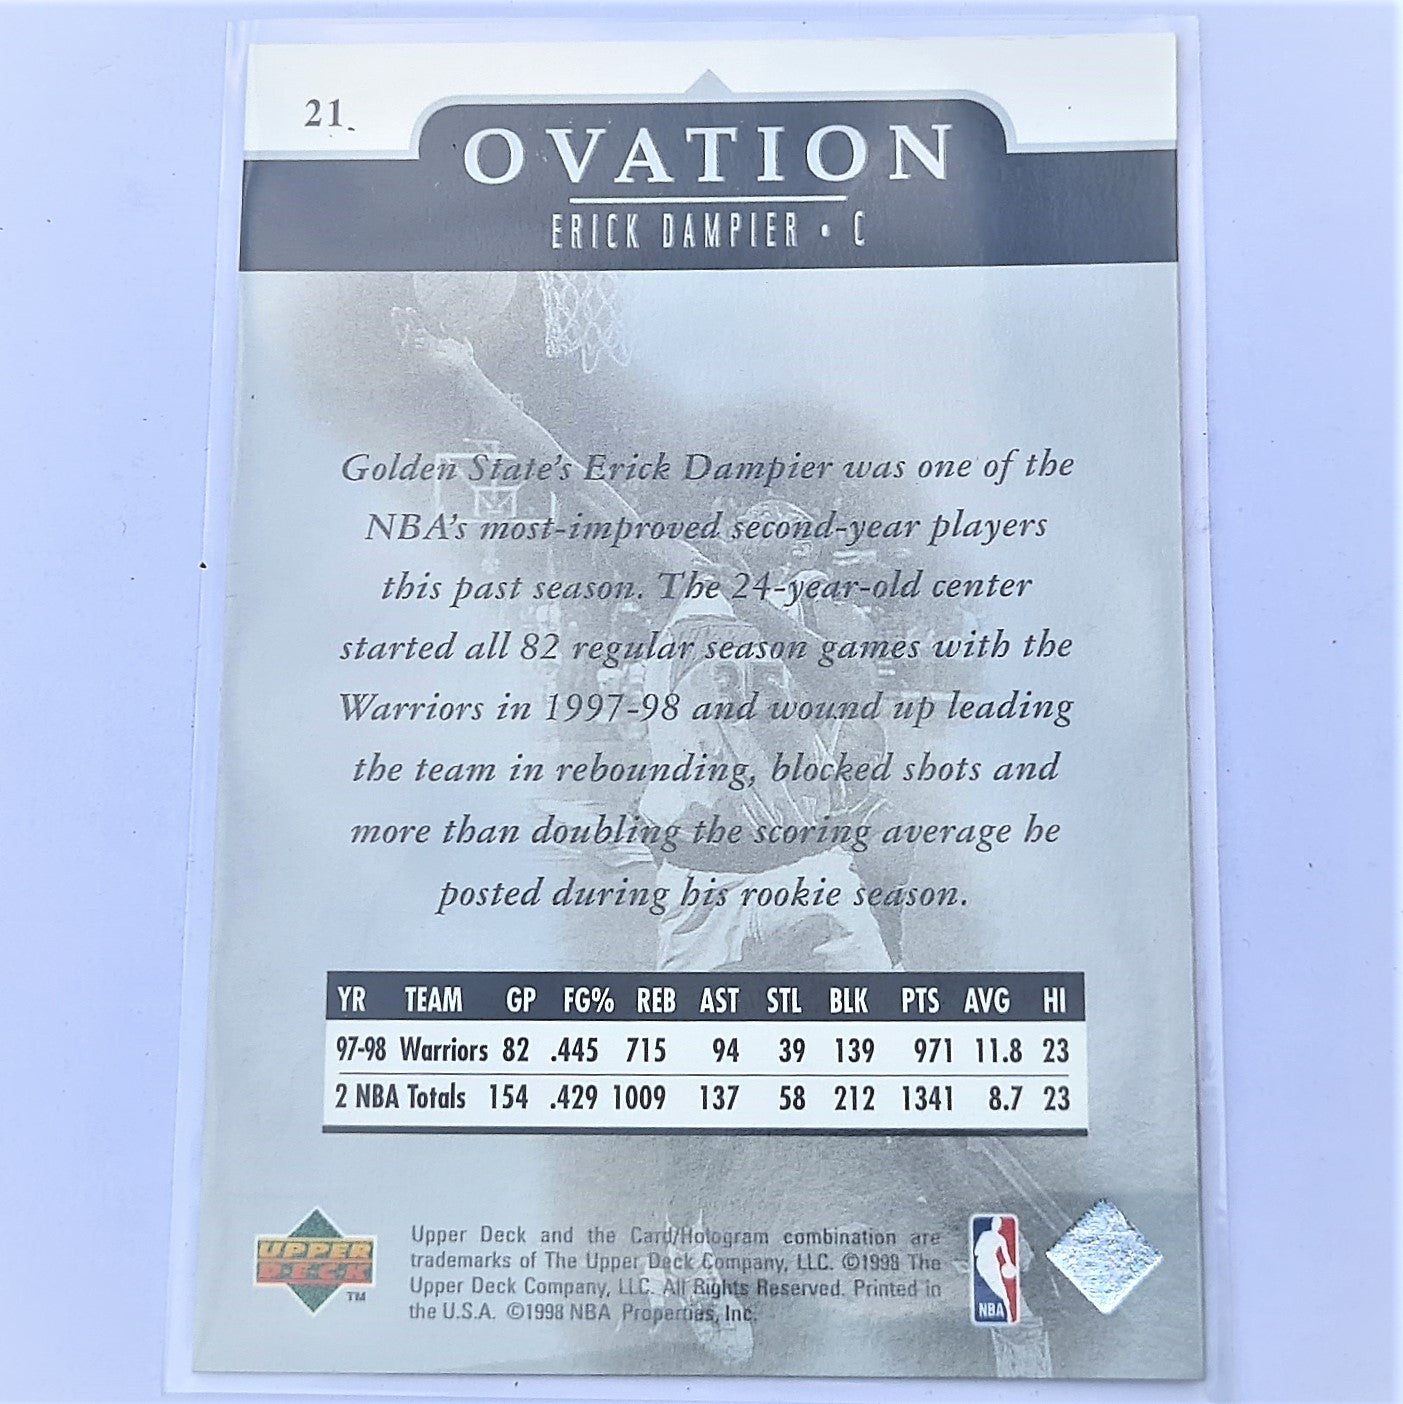 21
OVATION
ERICK DAMPIER • C
Golden State's Erick Dampier was one of the
NBA's most-improved second-year players
this past season. The 24-year-old center
started all 82 regular season games with the
Warriors in 1997-98 and wound up leading
the team in rebounding, blocked shots and
more than doubling the scoring average he
posted during his rookie season.
YR TEAM GP FG% REB AST STL BLK PTS AVG HI
97-98 Warriors 82 .445 715 94 39 139 971 11.8 23
2 NBA Totals 154 .429 1009 137 58 212 1341 8.7 23
UPPER
DECK
TM
Upper Deck and the Card/Hologram combination are
trademarks of The Upper Deck Company, LLC. ©1998 The
Upper Deck Company, LLC. All Rights Reserved. Printed in
the U.S.A. ©1998 NBA Properties, Inc.
NBA